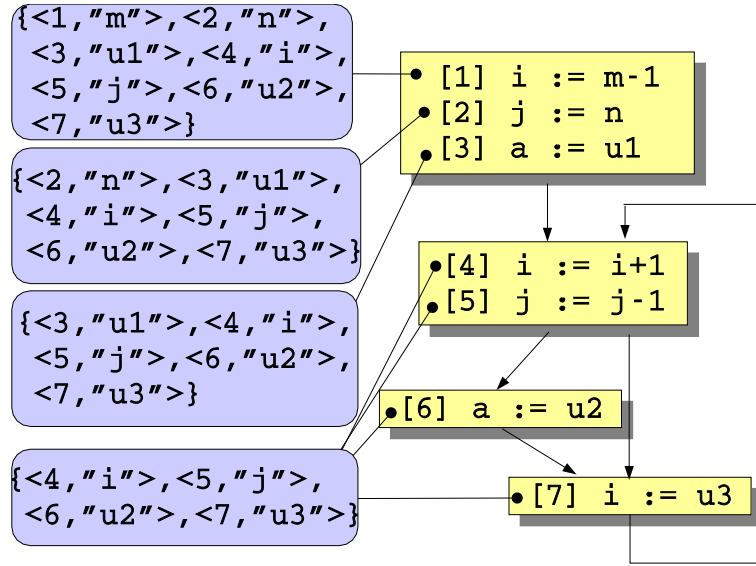 {<1,"m">,<2,"n">,
<3,"u1">,<4,"i">,
<5,"j">,<6,"u2">,
<7,"u3">}
{<2,"n">,<3,"u1">,
<4,"i">,<5,"j">,
<6,"u2">,<7,"u3">}
{<3,"u1">,<4,"i">,
<5,"j">,<6,"u2">,
<7,"u3">}
{<4,"i">,<5,"j">,
<6,"u2">,<7,"u3">}
[1] i := m-1
[2] j := n
[3] a := u1
[4] i := i+1
[5] j := j-1
[6] a := u2
[7] i := u3